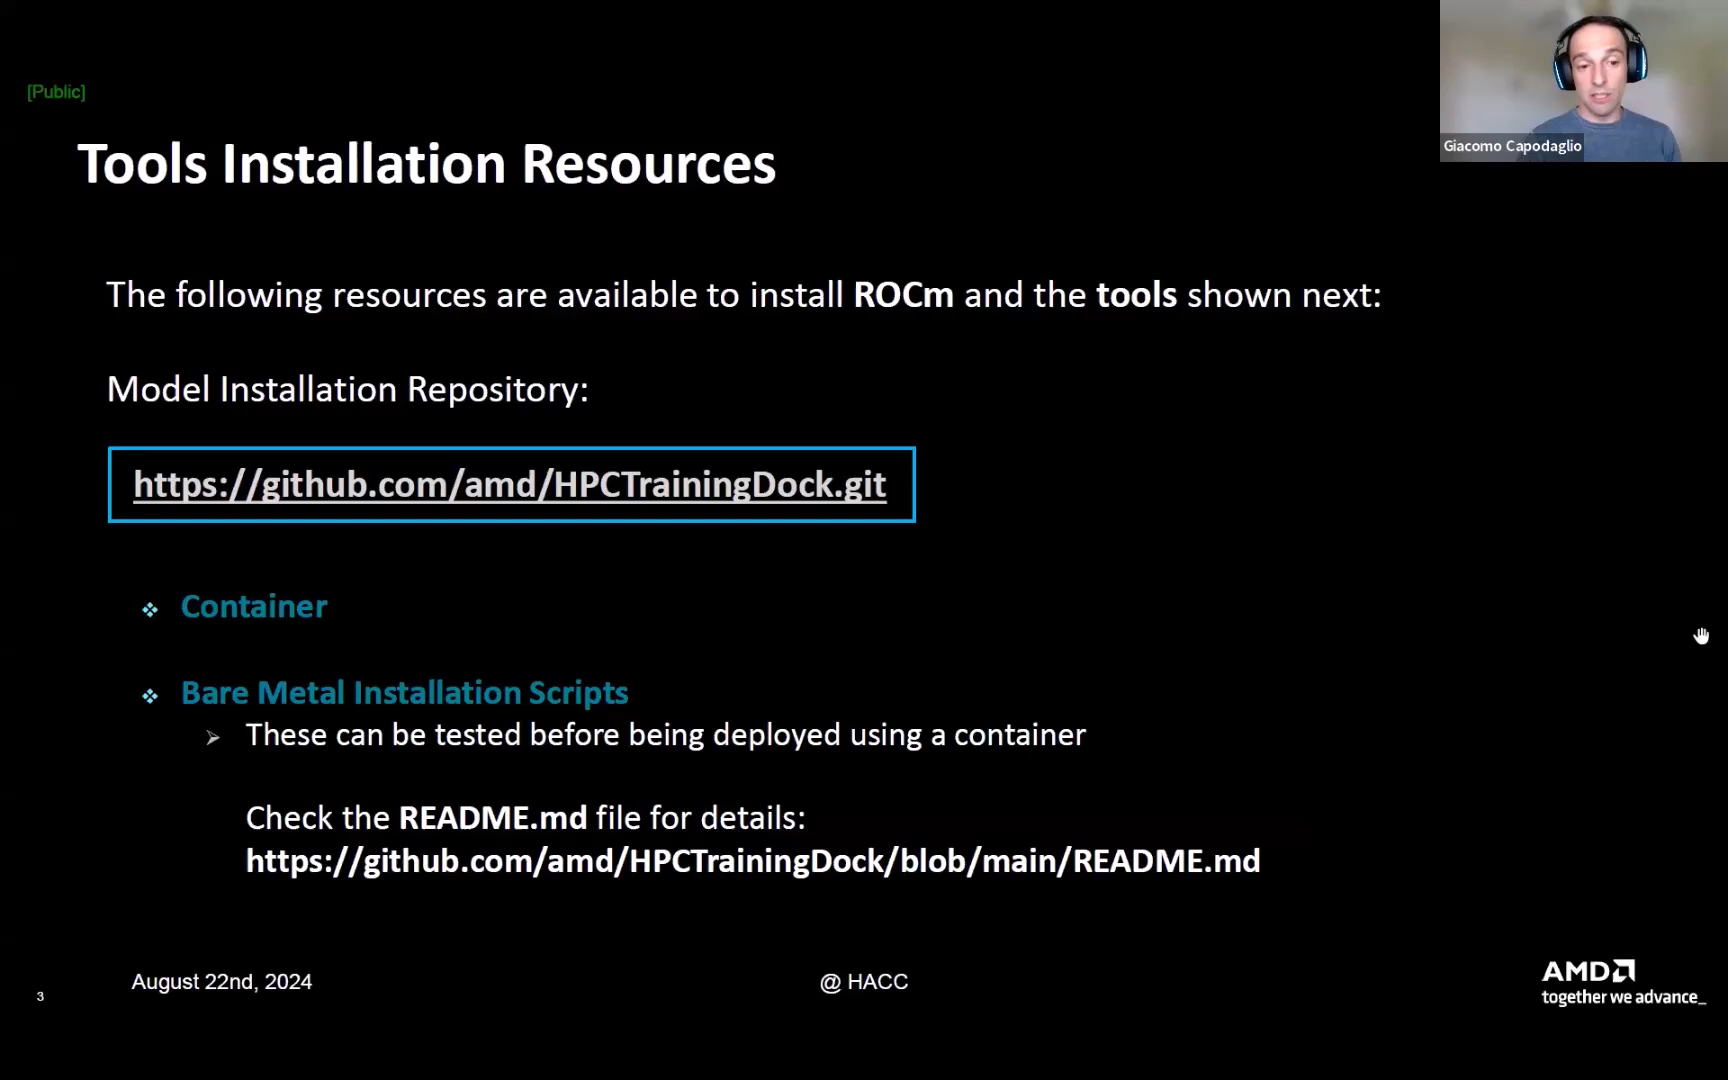 [Public]
Giacomo Capodaglio
Tools Installation Resources
The following resources are available to install ROCm and the tools shown next:
Model Installation Repository:
https://github.com/amd/HPCTrainingDock.git
Container
Bare Metal Installation Scripts
These can be tested before being deployed using a container
Check the README.md file for details:
https://github.com/amd/HPCTrainingDock/blob/main/README.md
3
August 22nd, 2024
@ HACC
AMD
together we advance_